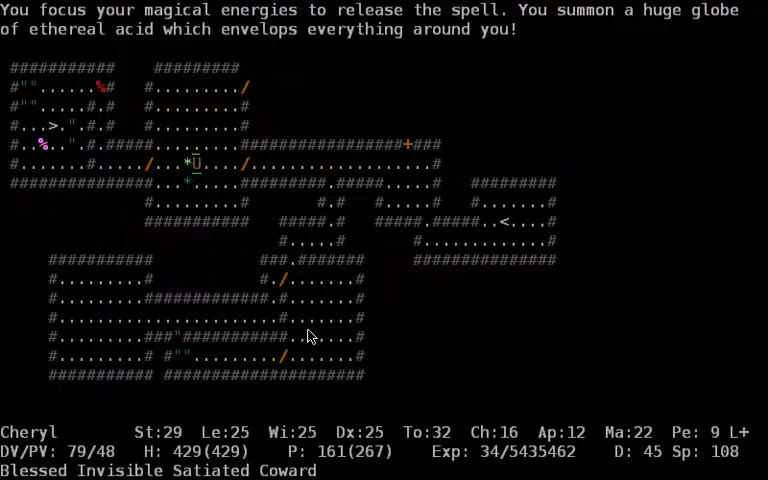 You focus your magical energies to release the spell. You summon a huge globe
of ethereal acid which envelops everything around you!
Cheryl St:29 Le:25 Wi:25 Dx:25 To:32 Ch:16 Ap:12 Ma:22 Pe: 9 L+
DV/PV: 79/48 H: 429(429) P: 161(267) Exp: 34/5435462 D: 45 Sp: 108
Blessed Invisible Satiated Coward